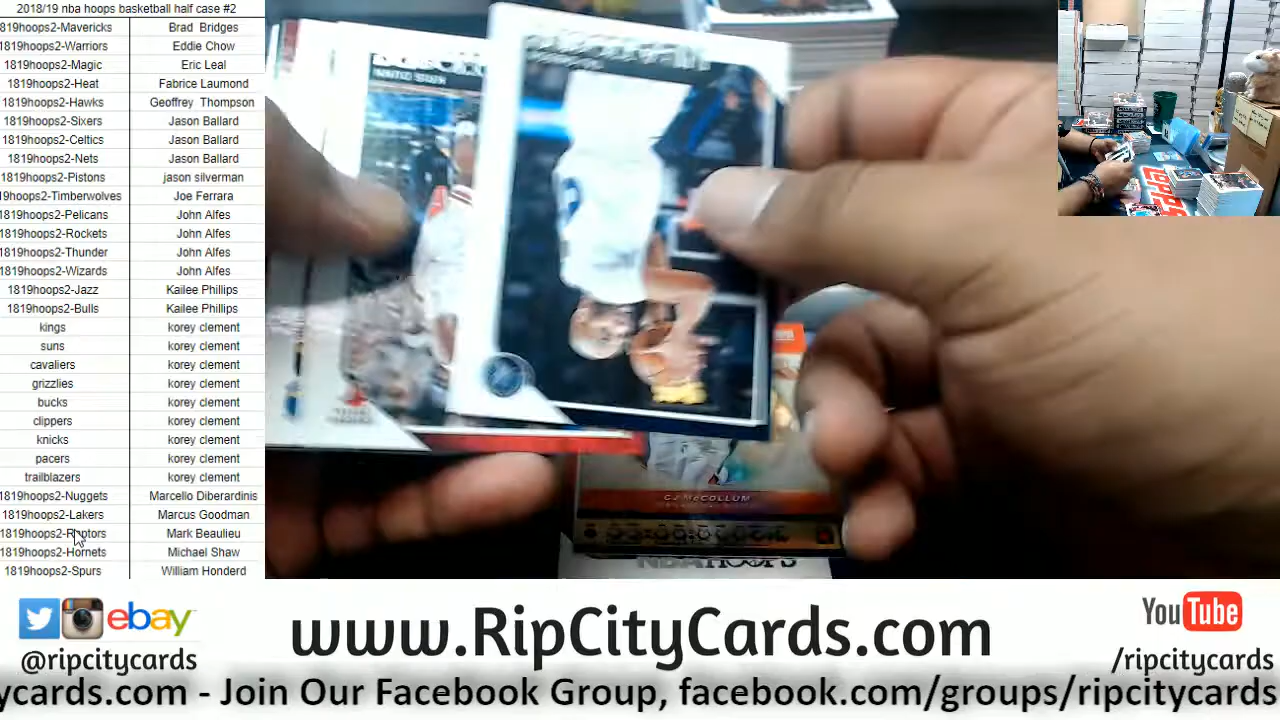 2018/19 nba hoops basketball half case #2
1819hoops2-Mavericks Brad Bridges
1819hoops2-Warriors Eddie Chow
1819hoops2-Magic Eric Leal
1819hoops2-Heat Fabrice Laumond
1819hoops2-Hawks Geoffrey Thompson
1819hoops2-Sixers Jason Ballard
1819hoops2-Celtics Jason Ballard
1819hoops2-Nets Jason Ballard
1819hoops2-Pistons jason silverman
19hoops2-Timberwolves Joe Ferrara
1819hoops2-Pelicans John Alfes
1819hoops2-Rockets John Alfes
1819hoops2-Thunder John Alfes
1819hoops2-Wizards John Alfes
1819hoops2-Jazz Kailee Phillips
1819hoops2-Bulls Kailee Phillips
kings korey clement
suns korey clement
cavaliers korey clement
grizzlies korey clement
bucks korey clement
clippers korey clement
knicks korey clement
pacers korey clement
trailblazers korey clement
1819hoops2-Nuggets Marcello Diberardinis
1819hoops2-Lakers Marcus Goodman
1819hoops2-Raptors Mark Beaulieu
1819hoops2-Hornets Michael Shaw
1819hoops2-Spurs William Honderd
CJ McCOLLUM
NBA HOOPS
TOPPS
ebay
@ripcitycards
www.RipCityCards.com
YouTube
/ripcitycards
ycards.com - Join Our Facebook Group, facebook.com/groups/ripcitycards